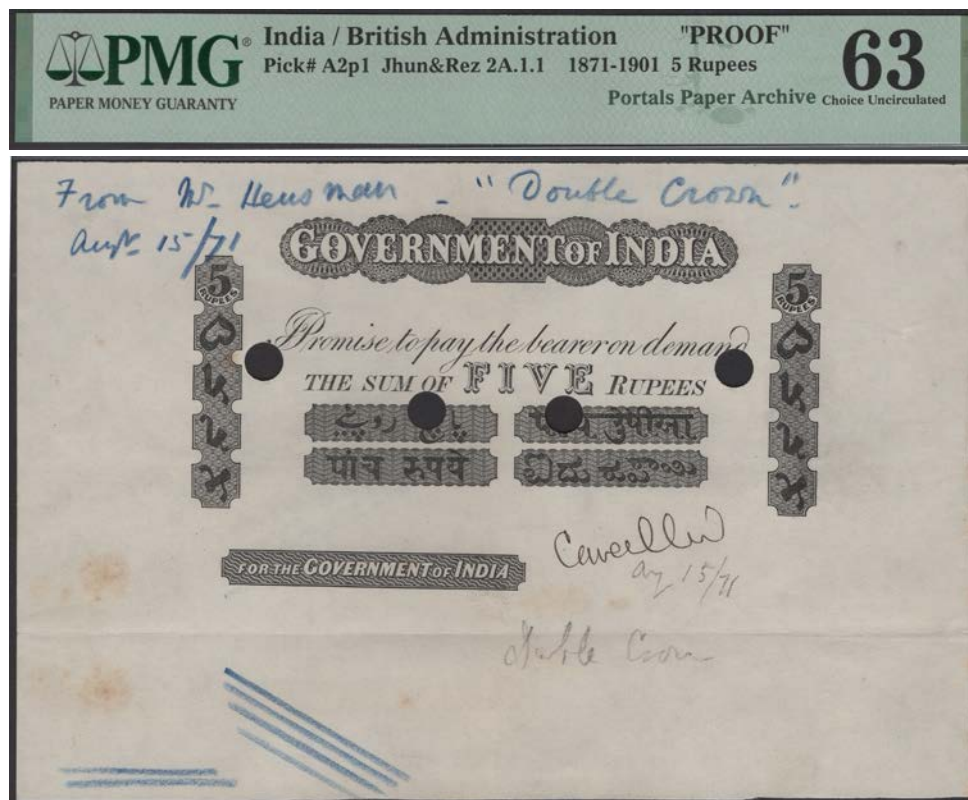 PMG® India / British Administration "PROOF" 63
Pick# A2p1 Jhun&Rez 2A.1.1 1871-1901 5 Rupees
PAPER MONEY GUARANTY Portals Paper Archive Choice Uncirculated
From Mr. Hensman - "Double Crown".
Augt 15/71
GOVERNMENT OF INDIA
5 RUPEES
5 RUPEES
I Promise to pay the bearer on demand
THE SUM OF FIVE RUPEES
روپے
पांच रुपये
Cancelled
Aug 15/71
FOR THE GOVERNMENT OF INDIA
Double Crown